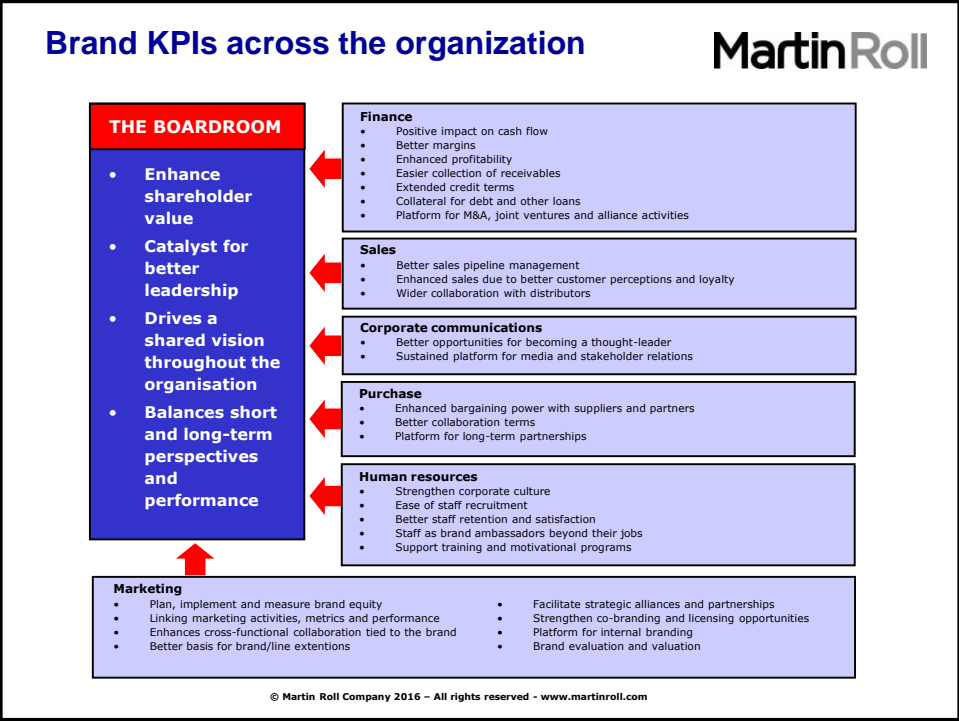 Brand KPIs across the organization
MartinRoll
THE BOARDROOM
• Enhance
shareholder
value
• Catalyst for
better
leadership
• Drives a
shared vision
throughout the
organisation
• Balances short
and long-term
perspectives
and
performance
Finance
• Positive impact on cash flow
• Better margins
• Enhanced profitability
• Easier collection of receivables
• Extended credit terms
• Collateral for debt and other loans
• Platform for M&A, joint ventures and alliance activities
Sales
• Better sales pipeline management
• Enhanced sales due to better customer perceptions and loyalty
• Wider collaboration with distributors
Corporate communications
• Better opportunities for becoming a thought-leader
• Sustained platform for media and stakeholder relations
Purchase
• Enhanced bargaining power with suppliers and partners
• Better collaboration terms
• Platform for long-term partnerships
Human resources
• Strengthen corporate culture
• Ease of staff recruitment
• Better staff retention and satisfaction
• Staff as brand ambassadors beyond their jobs
• Support training and motivational programs
Marketing
• Plan, implement and measure brand equity
• Linking marketing activities, metrics and performance
• Enhances cross-functional collaboration tied to the brand
• Better basis for brand/line extentions
• Facilitate strategic alliances and partnerships
• Strengthen co-branding and licensing opportunities
• Platform for internal branding
• Brand evaluation and valuation
© Martin Roll Company 2016 – All rights reserved - www.martinroll.com